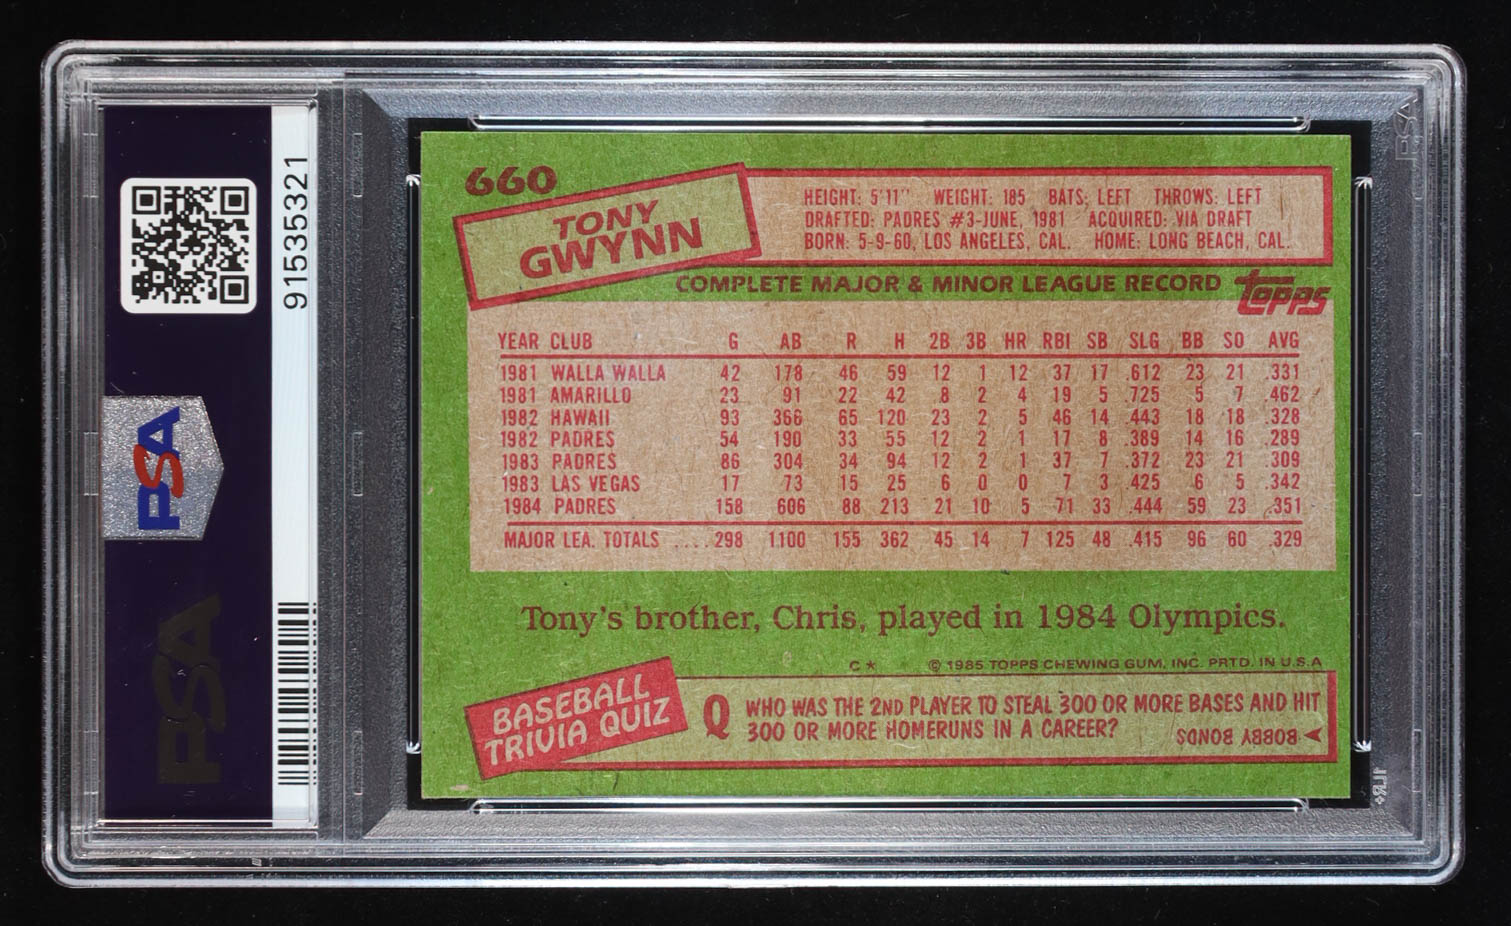 91535321
PSA
PSA
PSA
660
TONY
GWYNN
HEIGHT: 5'11" WEIGHT: 185 BATS: LEFT THROWS: LEFT
DRAFTED: PADRES #3-JUNE, 1981 ACQUIRED: VIA DRAFT
BORN: 5-9-60, LOS ANGELES, CAL. HOME: LONG BEACH, CAL.
COMPLETE MAJOR & MINOR LEAGUE RECORD
topps
YEAR CLUB G AB R H 2B 3B HR RBI SB SLG BB SO AVG
1981 WALLA WALLA 42 178 46 59 12 1 12 37 17 .612 23 21 .331
1981 AMARILLO 23 91 22 42 8 2 4 19 5 .725 5 7 .462
1982 HAWAII 93 366 65 120 23 2 5 46 14 .443 18 18 .328
1982 PADRES 54 190 33 55 12 2 1 17 8 .389 14 16 .289
1983 PADRES 86 304 34 94 12 2 1 37 7 .372 23 21 .309
1983 LAS VEGAS 17 73 15 25 6 0 0 7 3 .425 6 5 .342
1984 PADRES 158 606 88 213 21 10 5 71 33 .444 59 23 .351
MAJOR LEA. TOTALS ....298 1100 155 362 45 14 7 125 48 .415 96 60 .329
Tony's brother, Chris, played in 1984 Olympics.
C* © 1985 TOPPS CHEWING GUM, INC. PRTD. IN U.S.A
BASEBALL
TRIVIA QUIZ
Q WHO WAS THE 2ND PLAYER TO STEAL 300 OR MORE BASES AND HIT
300 OR MORE HOMERUNS IN A CAREER?
BOBBY BONDS